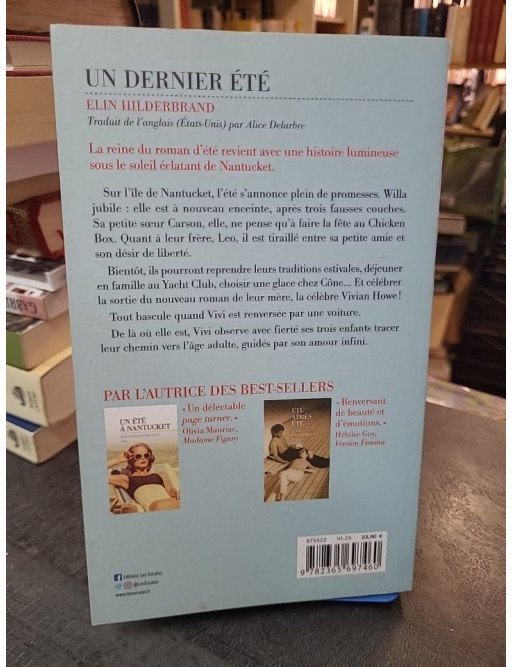 UN DERNIER ÉTÉ
ELIN HILDERBRAND
Traduit de l'anglais (États-Unis) par Alice Delarbre
La reine du roman d'été revient avec une histoire lumineuse
sous le soleil éclatant de Nantucket.
Sur l'île de Nantucket, l'été s'annonce plein de promesses. Willa
jubile : elle est à nouveau enceinte, après trois fausses couches.
Sa petite sœur Carson, elle, ne pense qu'à faire la fête au Chicken
Box. Quant à leur frère, Leo, il est tiraillé entre sa petite amie et
son désir de liberté.
Bientôt, ils pourront reprendre leurs traditions estivales, déjeuner
en famille au Yacht Club, choisir une glace chez Cône... Et célébrer
la sortie du nouveau roman de leur mère, la célèbre Vivian Howe !
Tout bascule quand Vivi est renversée par une voiture.
De là où elle est, Vivi observe avec fierté ses trois enfants tracer
leur chemin vers l'âge adulte, guidés par son amour infini.
PAR L'AUTRICE DES BEST-SELLERS
UN ÉTÉ
À NANTUCKET
« Un délectable
page turner. »
Olivia Mauriac,
Madame Figaro
ÉTÉ
APRÈS
ÉTÉ
« Renversant
de beauté et
d'émotions. »
Héloïse Goy,
Version Femina
975522 VI-23 23,00 €
9 782365 697460
Editions Les Escales
@LesEscales
www.lesescales.fr